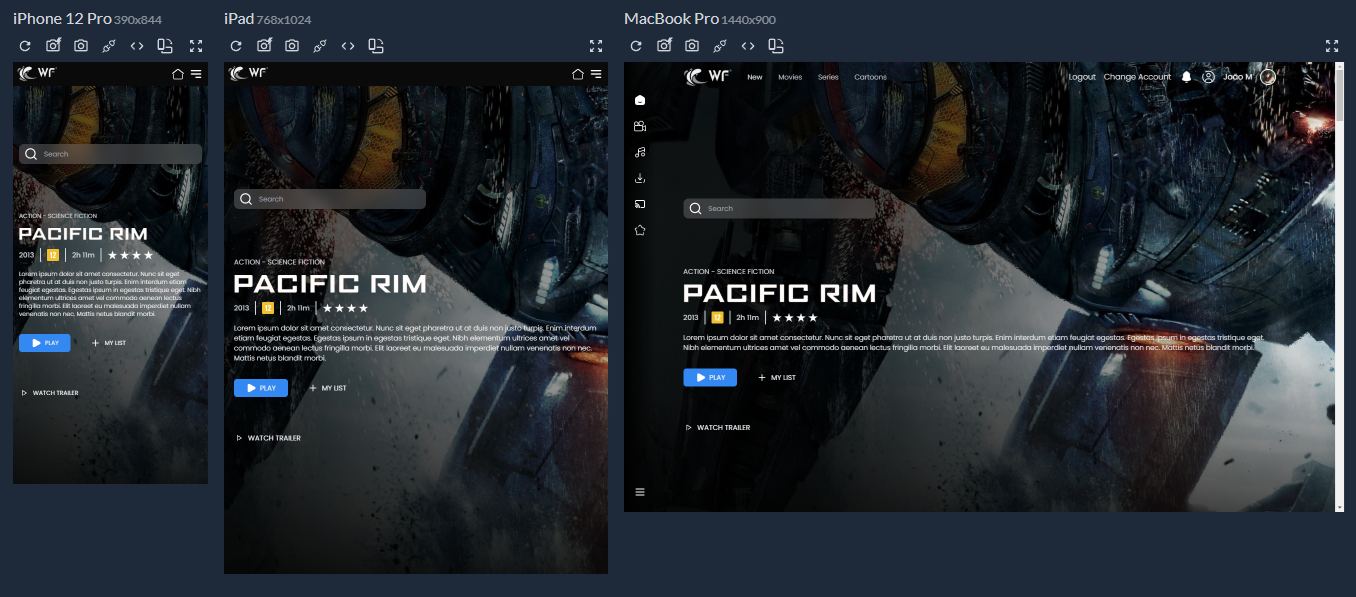 iPhone 12 Pro 390x844
WF
Search
ACTION - SCIENCE FICTION
PACIFIC RIM
2013 12 2h 11m
Lorem ipsum dolor sit amet consectetur. Nunc sit eget
pharetra ut at duis non justo turpis. Enim interdum etiam
feugiat egestas. Egestas ipsum in egestas tristique eget. Nibh
elementum ultrices amet vel commodo aenean lectus
fringilla morbi. Elit laoreet eu malesuada imperdiet nullam
venenatis non nec. Mattis netus blandit morbi.
PLAY MY LIST
WATCH TRAILER
iPad 768x1024
WF
Search
ACTION - SCIENCE FICTION
PACIFIC RIM
2013 12 2h 11m
Lorem ipsum dolor sit amet consectetur. Nunc sit eget pharetra ut at duis non justo turpis. Enim interdum
etiam feugiat egestas. Egestas ipsum in egestas tristique eget. Nibh elementum ultrices amet vel
commodo aenean lectus fringilla morbi. Elit laoreet eu malesuada imperdiet nullam venenatis non nec.
Mattis netus blandit morbi.
PLAY MY LIST
WATCH TRAILER
MacBook Pro 1440x900
WF New Movies Series Cartoons Logout Change Account João M
Search
ACTION - SCIENCE FICTION
PACIFIC RIM
2013 12 2h 11m
Lorem ipsum dolor sit amet consectetur. Nunc sit eget pharetra ut at duis non justo turpis. Enim interdum etiam feugiat egestas. Egestas ipsum in egestas tristique eget.
Nibh elementum ultrices amet vel commodo aenean lectus fringilla morbi. Elit laoreet eu malesuada imperdiet nullam venenatis non nec. Mattis netus blandit morbi.
PLAY MY LIST
WATCH TRAILER